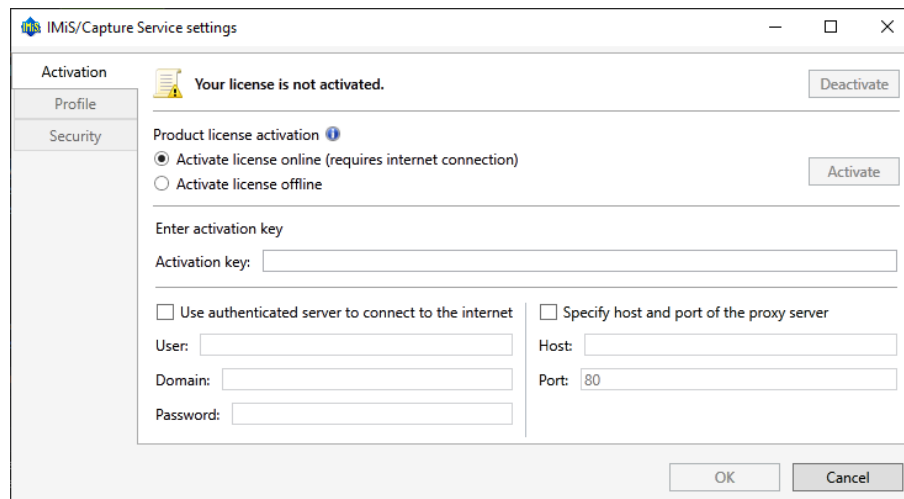 IMiS/Capture Service settings
Activation
Profile
Security
Your license is not activated.
Deactivate
Product license activation
Activate license online (requires internet connection)
Activate license offline
Activate
Enter activation key
Activation key:
Use authenticated server to connect to the internet
User:
Domain:
Password:
Specify host and port of the proxy server
Host:
Port: 80
OK
Cancel